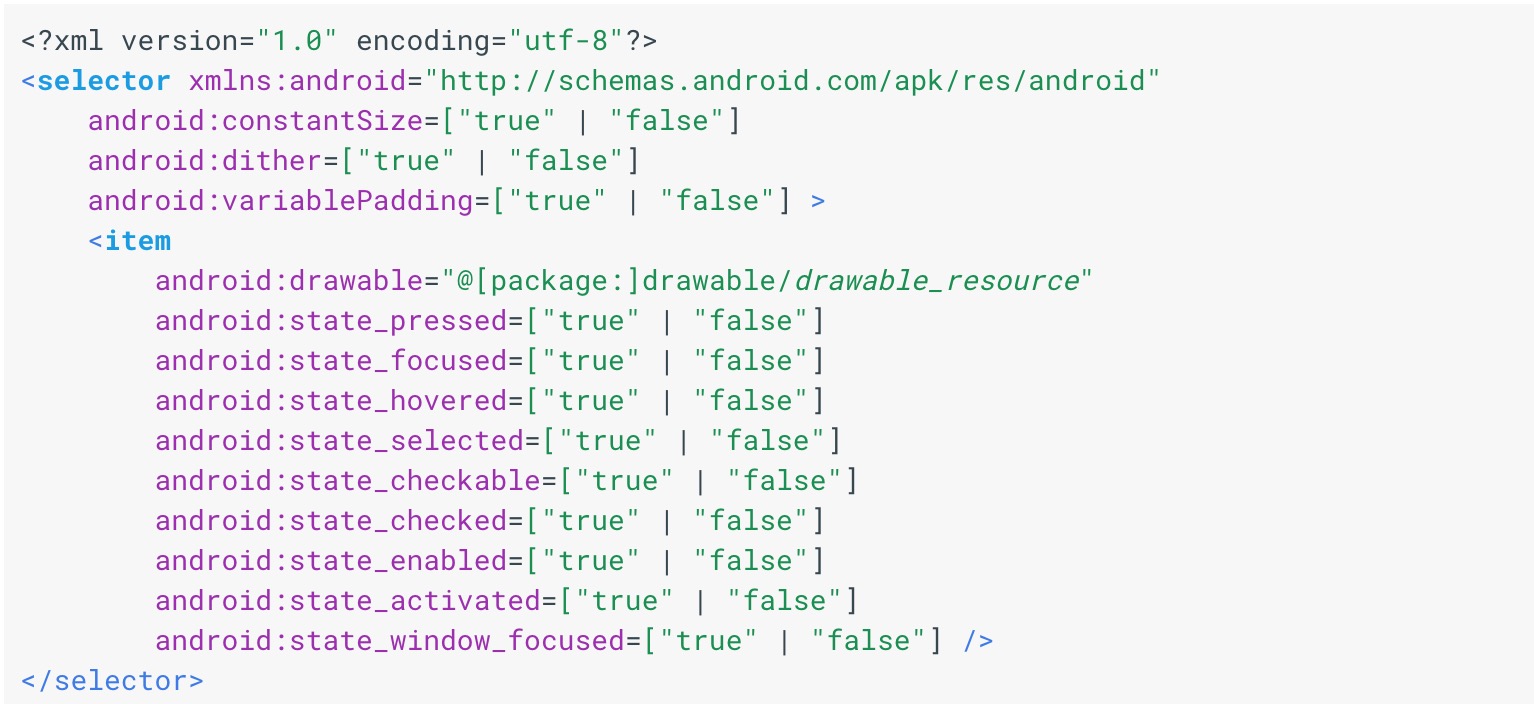 <?xml version="1.0" encoding="utf-8"?>
<selector xmlns:android="http://schemas.android.com/apk/res/android"
    android:constantSize=["true" | "false"]
    android:dither=["true" | "false"]
    android:variablePadding=["true" | "false"] >
    <item
        android:drawable="@[package:]drawable/drawable_resource"
        android:state_pressed=["true" | "false"]
        android:state_focused=["true" | "false"]
        android:state_hovered=["true" | "false"]
        android:state_selected=["true" | "false"]
        android:state_checkable=["true" | "false"]
        android:state_checked=["true" | "false"]
        android:state_enabled=["true" | "false"]
        android:state_activated=["true" | "false"]
        android:state_window_focused=["true" | "false"] />
</selector>